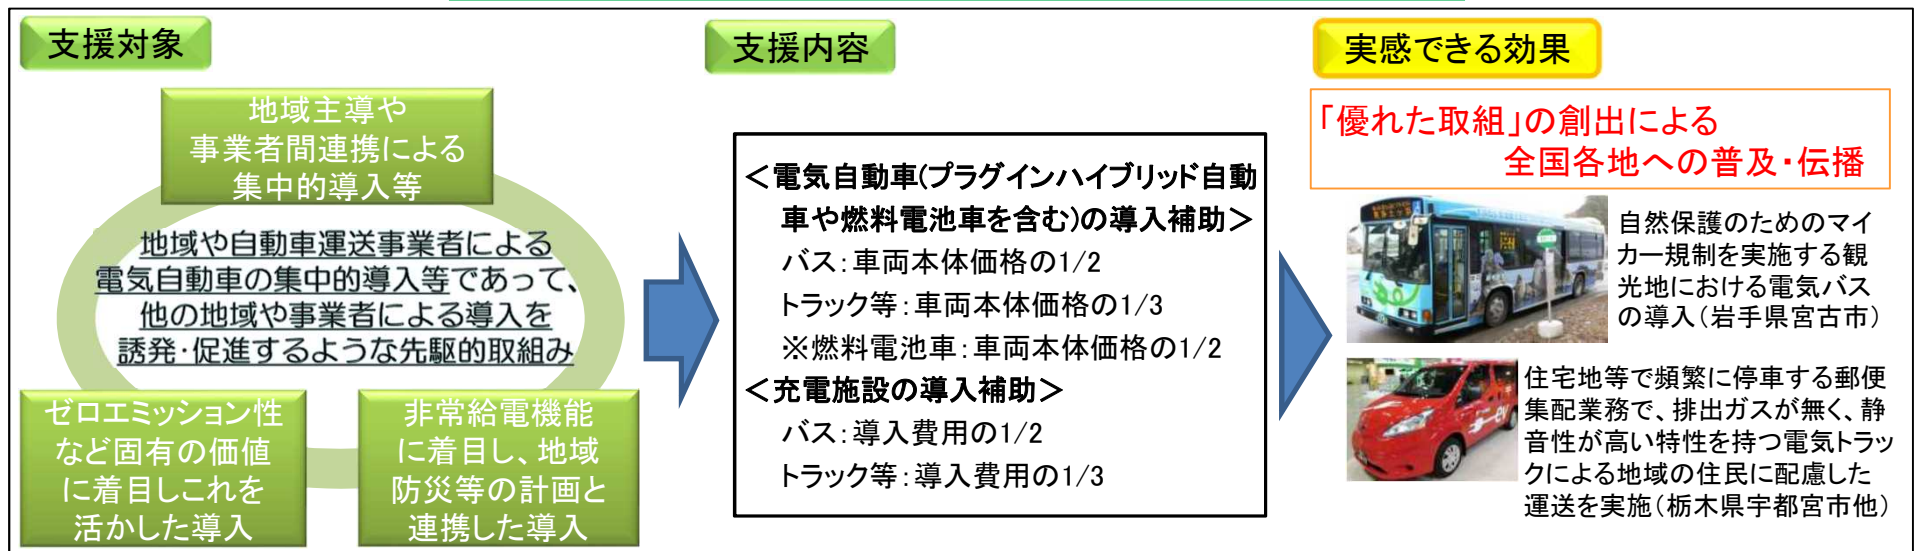 支援対象
地域主導や
事業者間連携による
集中的導入等
地域や自動車運送事業者による
電気自動車の集中的導入等であって、
他の地域や事業者による導入を
誘発・促進するような先駆的取組み
ゼロエミッション性
など固有の価値
に着目しこれを
活かした導入
非常給電機能
に着目し、地域
防災等の計画と
連携した導入
支援内容
＜電気自動車(プラグインハイブリッド自動
車や燃料電池車を含む)の導入補助＞
バス：車両本体価格の1/2
トラック等：車両本体価格の1/3
※燃料電池車：車両本体価格の1/2
＜充電施設の導入補助＞
バス：導入費用の1/2
トラック等：導入費用の1/3
実感できる効果
「優れた取組」の創出による
全国各地への普及・伝播
自然保護のためのマイ
カー規制を実施する観
光地における電気バス
の導入（岩手県宮古市）
住宅地等で頻繁に停車する郵便
集配業務で、排出ガスが無く、静
音性が高い特性を持つ電気トラッ
クによる地域の住民に配慮した
運送を実施（栃木県宇都宮市他）